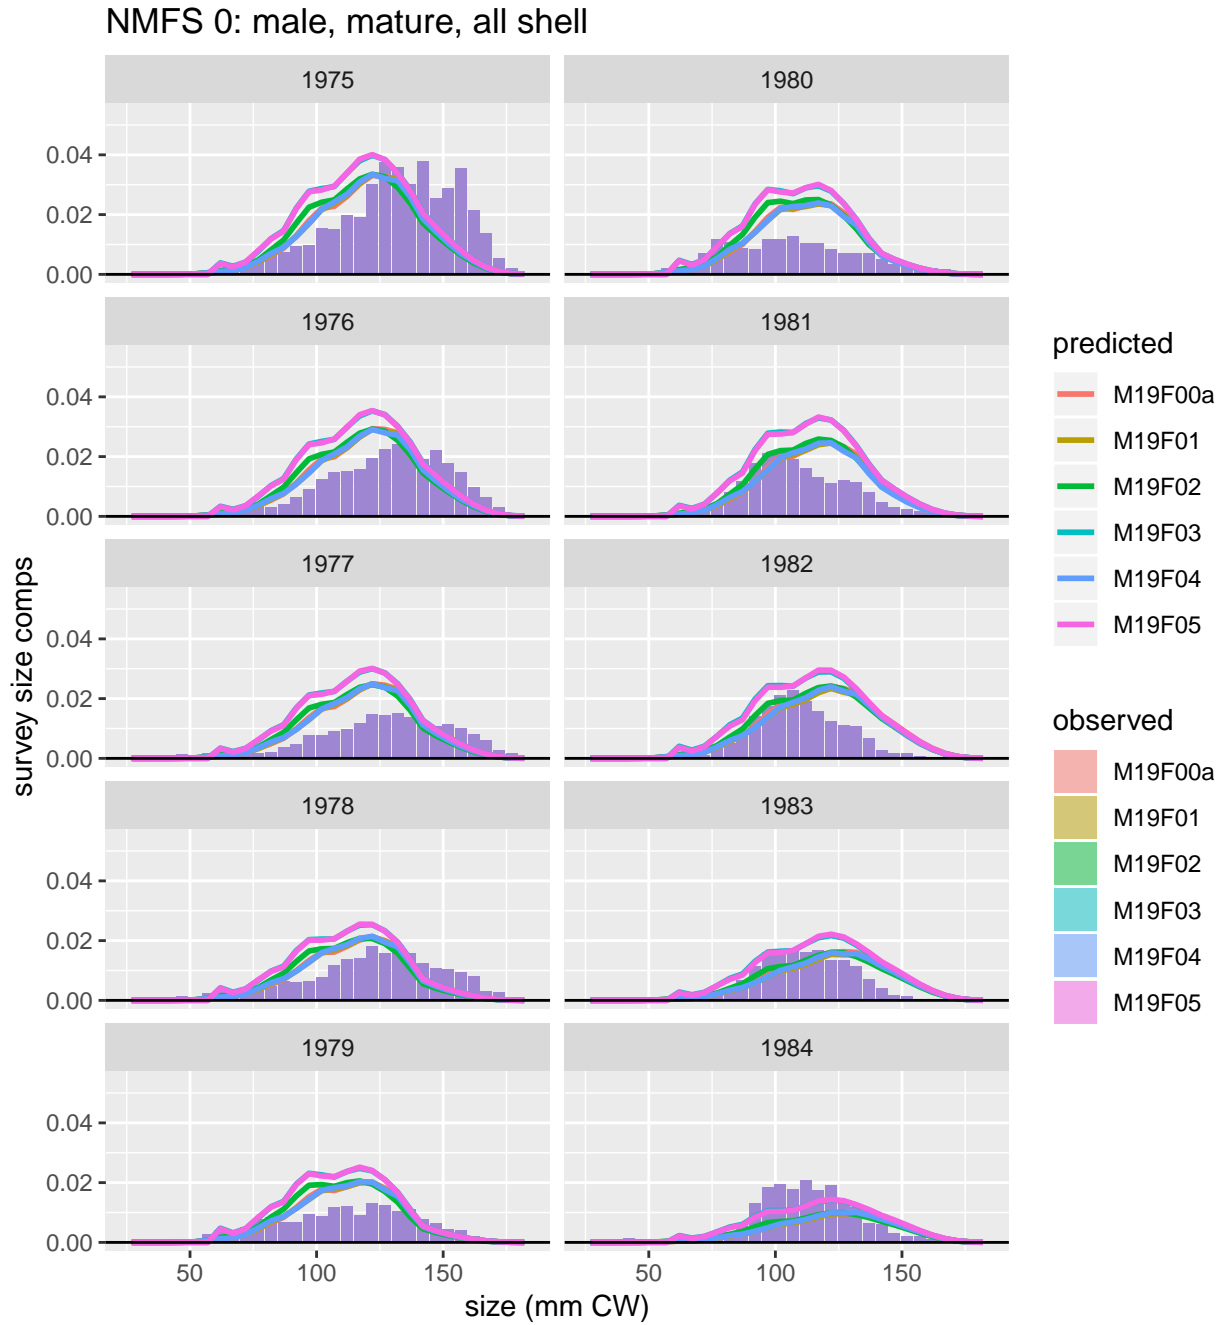 NMFS 0: male, mature, all shell
1975
1980
0.04
0.02
0.00
1976
1981
0.04
0.02
0.00
1977
1982
0.04
0.02
0.00
1978
1983
0.04
0.02
0.00
1979
1984
0.04
0.02
0.00
50
100
150
50
100
150
size (mm CW)
survey size comps
predicted
M19F00a
M19F01
M19F02
M19F03
M19F04
M19F05
observed
M19F00a
M19F01
M19F02
M19F03
M19F04
M19F05